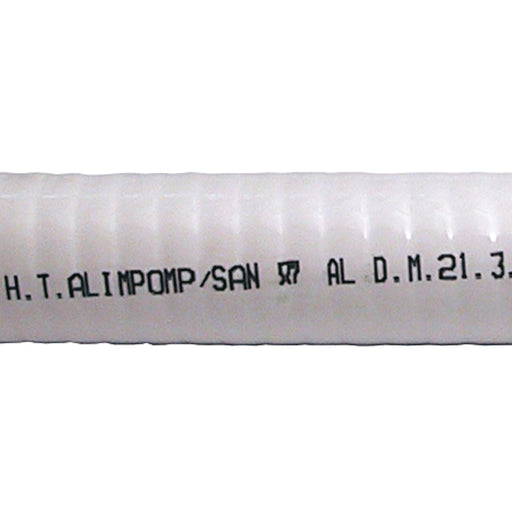 H.T.ALIMPOMP/SAN AL D.M.21.3.